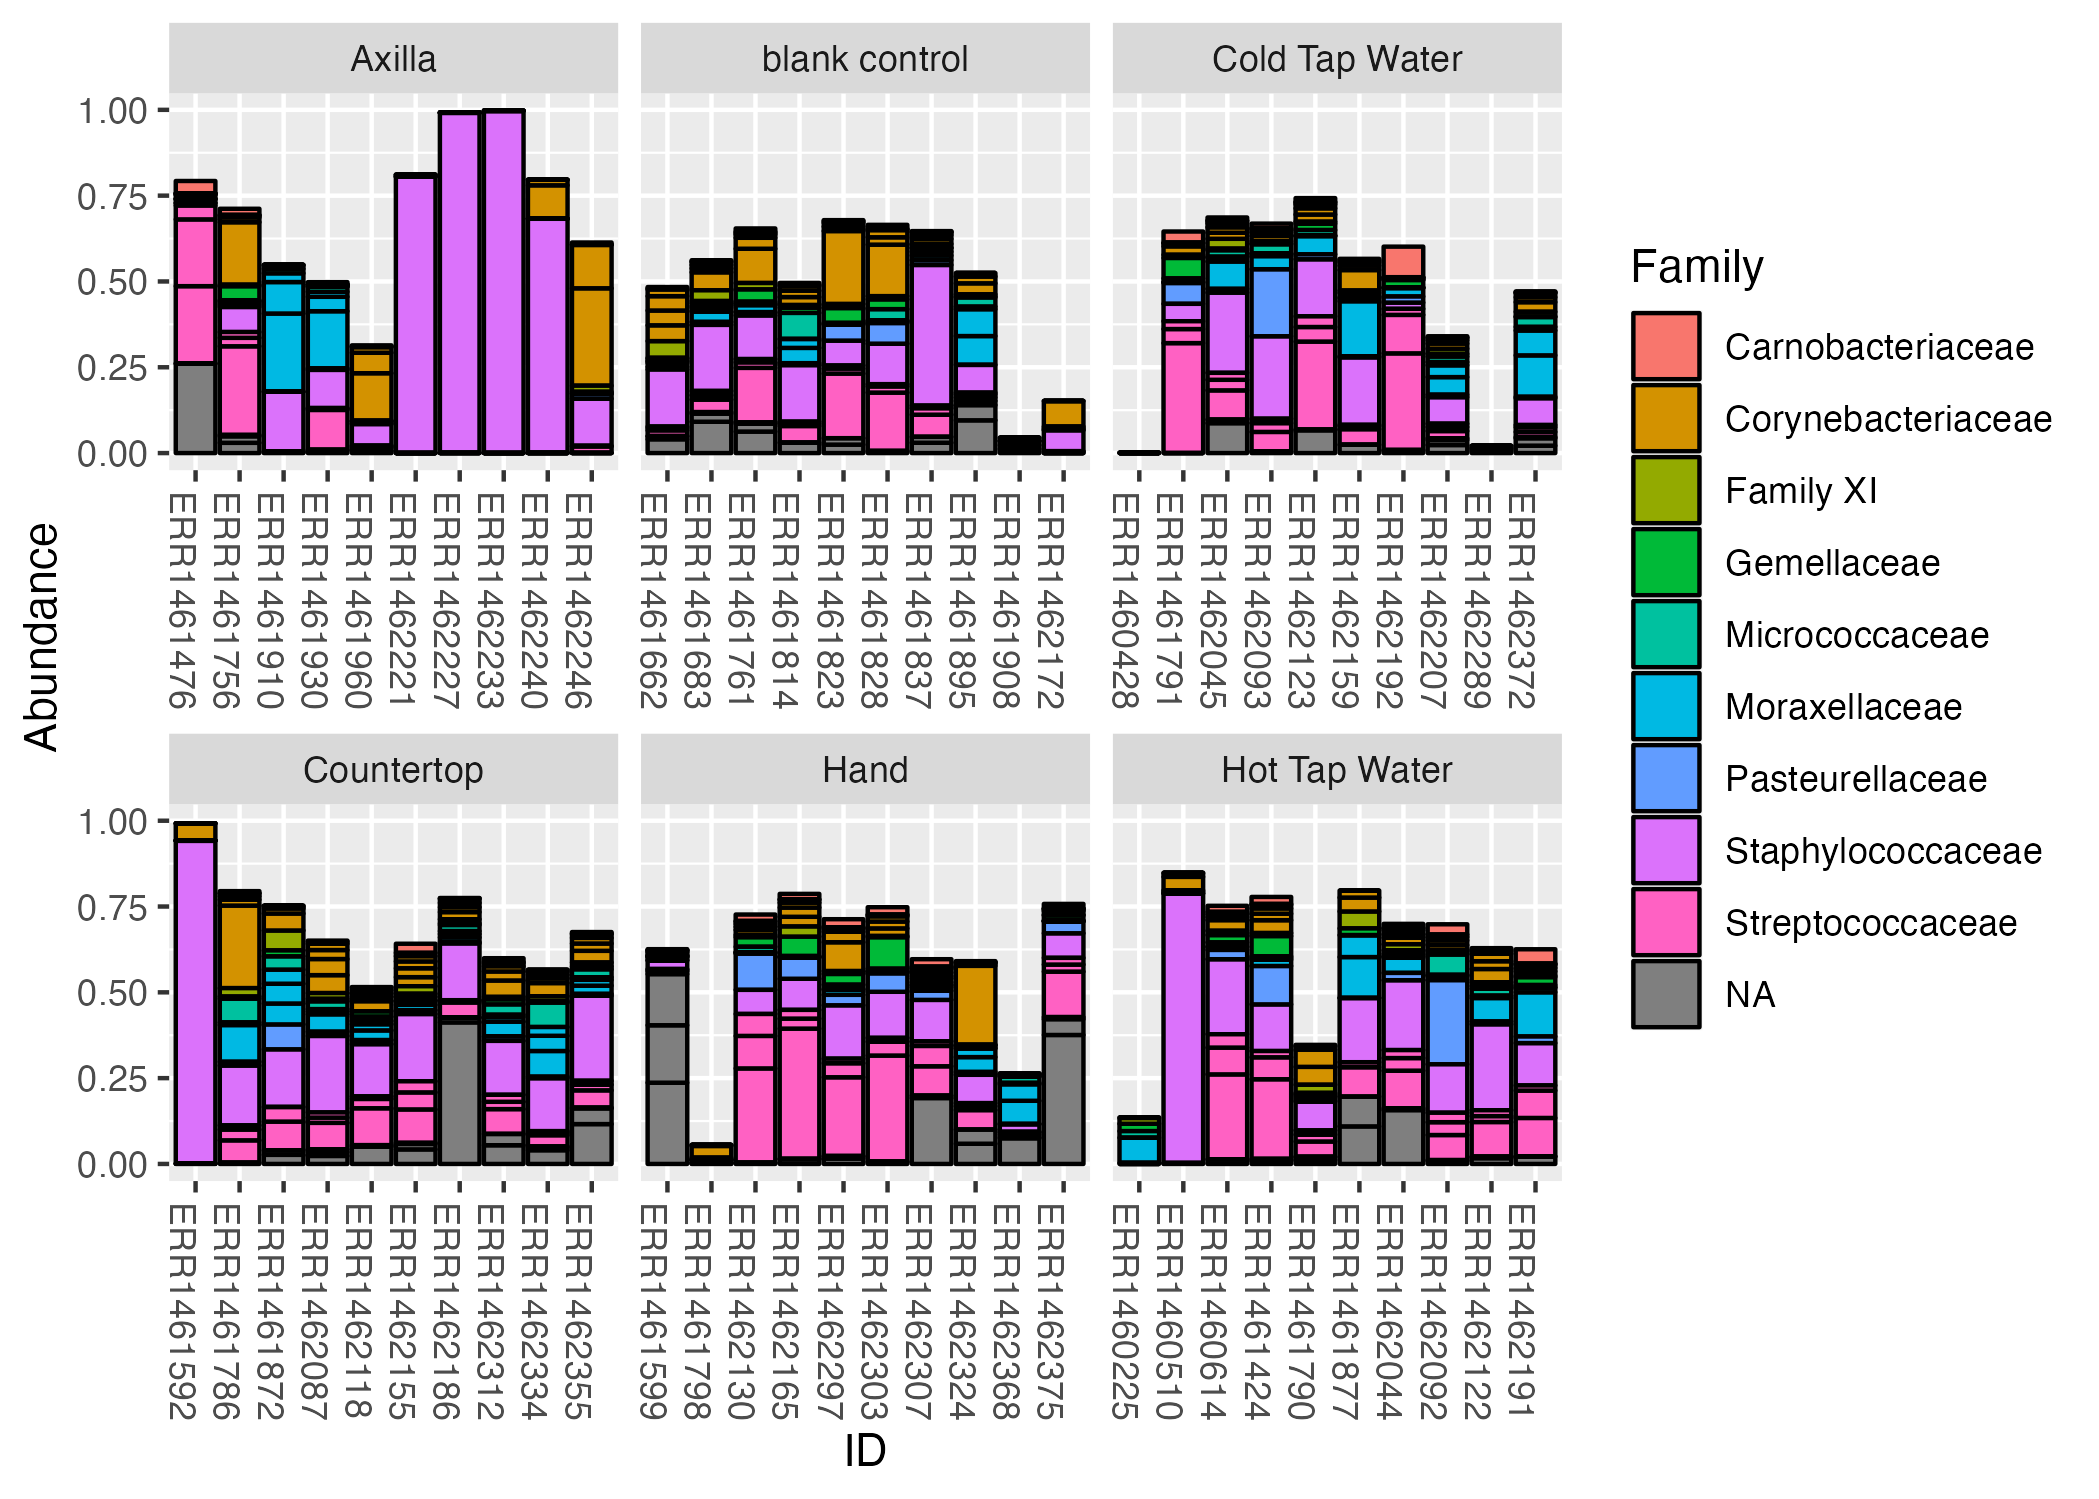 Axilla
blank control
Cold Tap Water
1.00
0.75
0.50
0.25
0.00
ERR1461476
ERR1461756
ERR1461910
ERR1461930
ERR1461960
ERR1462221
ERR1462227
ERR1462233
ERR1462240
ERR1462246
ERR1461662
ERR1461683
ERR1461761
ERR1461814
ERR1461823
ERR1461828
ERR1461837
ERR1461895
ERR1461908
ERR1462172
ERR1460428
ERR1461791
ERR1462045
ERR1462093
ERR1462123
ERR1462159
ERR1462192
ERR1462207
ERR1462289
ERR1462372
Abundance
Countertop
Hand
Hot Tap Water
1.00
0.75
0.50
0.25
0.00
ERR1461592
ERR1461786
ERR1461872
ERR1462087
ERR1462118
ERR1462155
ERR1462186
ERR1462312
ERR1462334
ERR1462355
ERR1461599
ERR1461798
ERR1462130
ERR1462165
ERR1462297
ERR1462303
ERR1462307
ERR1462324
ERR1462368
ERR1462375
ERR1460225
ERR1460510
ERR1460614
ERR1461424
ERR1461790
ERR1461877
ERR1462044
ERR1462092
ERR1462122
ERR1462191
ID
Family
Carnobacteriaceae
Corynebacteriaceae
Family XI
Gemellaceae
Micrococcaceae
Moraxellaceae
Pasteurellaceae
Staphylococcaceae
Streptococcaceae
NA